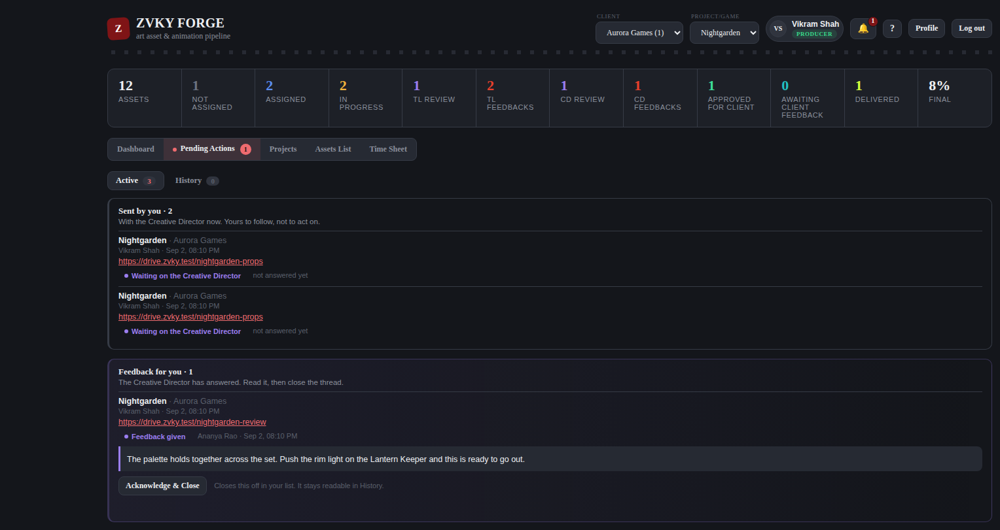 Z
ZVKY FORGE
art asset & animation pipeline
CLIENT
Aurora Games (1)
PROJECT/GAME
Nightgarden
VS
Vikram Shah
PRODUCER
1
?
Profile
Log out
12
ASSETS
1
NOT
ASSIGNED
2
ASSIGNED
2
IN
PROGRESS
1
TL REVIEW
2
TL
FEEDBACKS
1
CD REVIEW
1
CD
FEEDBACKS
1
APPROVED
FOR CLIENT
0
AWAITING
CLIENT
FEEDBACK
1
DELIVERED
8%
FINAL
Dashboard
Pending Actions 1
Projects
Assets List
Time Sheet
Active 3
History 0
Sent by you · 2
With the Creative Director now. Yours to follow, not to act on.
Nightgarden · Aurora Games
Vikram Shah · Sep 2, 08:10 PM
https://drive.zvky.test/nightgarden-props
Waiting on the Creative Director not answered yet
Nightgarden · Aurora Games
Vikram Shah · Sep 2, 08:10 PM
https://drive.zvky.test/nightgarden-props
Waiting on the Creative Director not answered yet
Feedback for you · 1
The Creative Director has answered. Read it, then close the thread.
Nightgarden · Aurora Games
Vikram Shah · Sep 2, 08:10 PM
https://drive.zvky.test/nightgarden-review
Feedback given Ananya Rao · Sep 2, 08:10 PM
The palette holds together across the set. Push the rim light on the Lantern Keeper and this is ready to go out.
Acknowledge & Close Closes this off in your list. It stays readable in History.